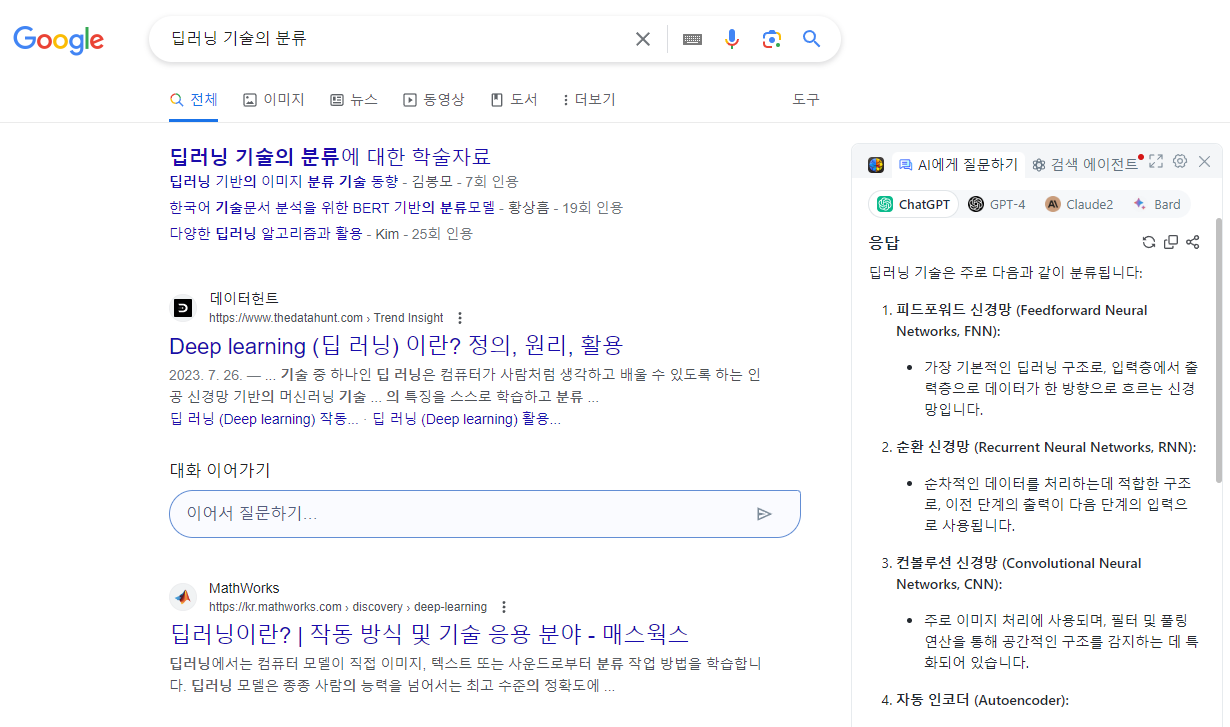 Google
딥러닝 기술의 분류
전체 이미지 뉴스 동영상 도서 더보기 도구
딥러닝 기술의 분류에 대한 학술자료
딥러닝 기반의 이미지 분류 기술 동향 - 김봉모 - 7회 인용
한국어 기술문서 분석을 위한 BERT 기반의 분류모델 - 황상흠 - 19회 인용
다양한 딥러닝 알고리즘과 활용 - Kim - 25회 인용
데이터헌트
https://www.thedatahunt.com › Trend Insight
Deep learning (딥 러닝) 이란? 정의, 원리, 활용
2023. 7. 26. — ... 기술 중 하나인 딥 러닝은 컴퓨터가 사람처럼 생각하고 배울 수 있도록 하는 인
공 신경망 기반의 머신러닝 기술 ... 의 특징을 스스로 학습하고 분류 ...
딥 러닝 (Deep learning) 작동... · 딥 러닝 (Deep learning) 활용...
대화 이어가기
이어서 질문하기...
MathWorks
https://kr.mathworks.com › discovery › deep-learning
딥러닝이란? | 작동 방식 및 기술 응용 분야 - 매스웍스
딥러닝에서는 컴퓨터 모델이 직접 이미지, 텍스트 또는 사운드로부터 분류 작업 방법을 학습합니
다. 딥러닝 모델은 종종 사람의 능력을 넘어서는 최고 수준의 정확도에 ...
AI에게 질문하기 검색 에이전트
ChatGPT GPT-4 Claude2 Bard
응답
딥러닝 기술은 주로 다음과 같이 분류됩니다:
1. 피드포워드 신경망 (Feedforward Neural
Networks, FNN):
• 가장 기본적인 딥러닝 구조로, 입력층에서 출
력층으로 데이터가 한 방향으로 흐르는 신경
망입니다.
2. 순환 신경망 (Recurrent Neural Networks, RNN):
• 순차적인 데이터를 처리하는데 적합한 구조
로, 이전 단계의 출력이 다음 단계의 입력으
로 사용됩니다.
3. 컨볼루션 신경망 (Convolutional Neural
Networks, CNN):
• 주로 이미지 처리에 사용되며, 필터 및 풀링
연산을 통해 공간적인 구조를 감지하는 데 특
화되어 있습니다.
4. 자동 인코더 (Autoencoder):